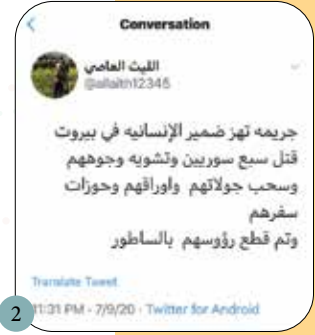 Conversation
الليث العاصي
@allaith12345
جريمه تهز ضمير الإنسانيه في بيروت
قتل سبع سوريين وتشويه وجوههم
وسحب جولاتهم واوراقهم وحوزات
سفرهم
وتم قطع رؤوسهم بالساطور
Translate Tweet
11:31 PM - 7/9/20 · Twitter for Android
2